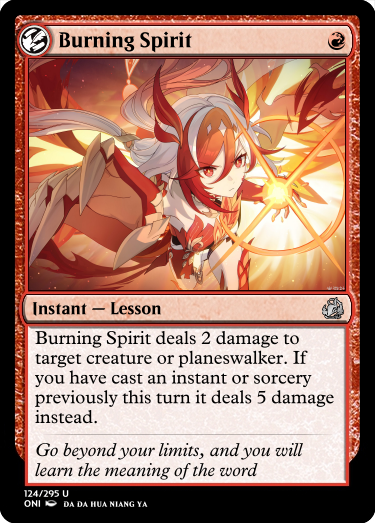 Burning Spirit
Instant — Lesson
Burning Spirit deals 2 damage to
target creature or planeswalker. If
you have cast an instant or sorcery
previously this turn it deals 5 damage
instead.
Go beyond your limits, and you will
learn the meaning of the word
124/295 U
ONI DA DA HUA NIANG YA